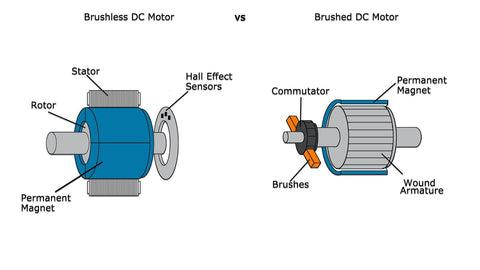 Brushless DC Motor
vs
Brushed DC Motor
Stator
Hall Effect
Sensors
Rotor
Permanent
Magnet
Commutator
Permanent
Magnet
Brushes
Wound
Armature